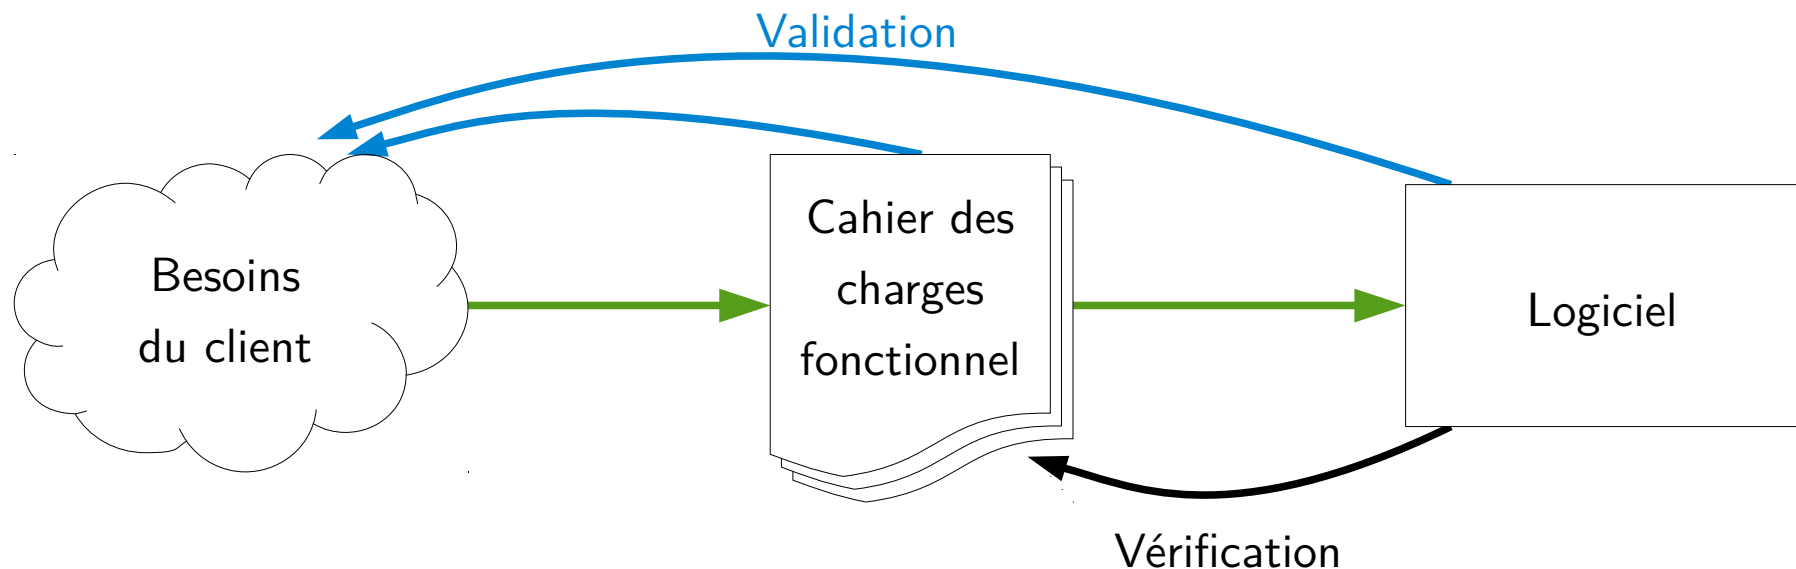 Validation
Besoins
du client
Cahier des
charges
fonctionnel
Logiciel
Vérification